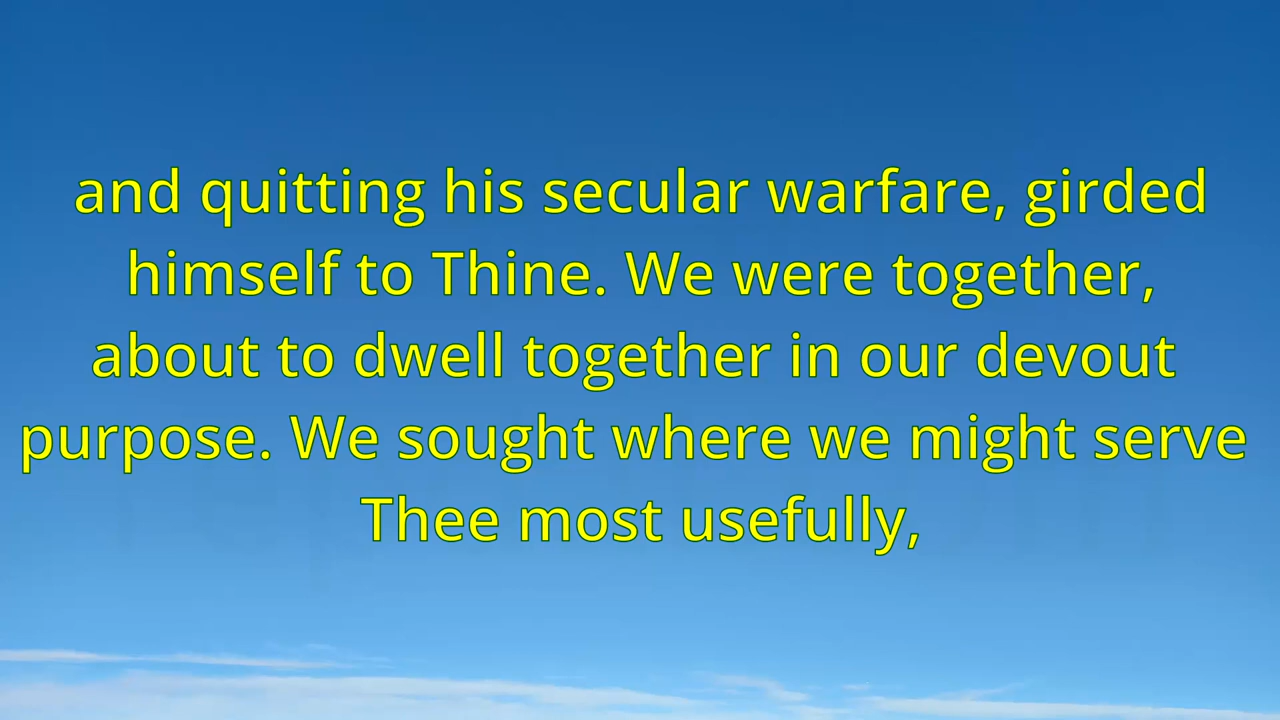 and quitting his secular warfare, girded
himself to Thine. We were together,
about to dwell together in our devout
purpose. We sought where we might serve
Thee most usefully,